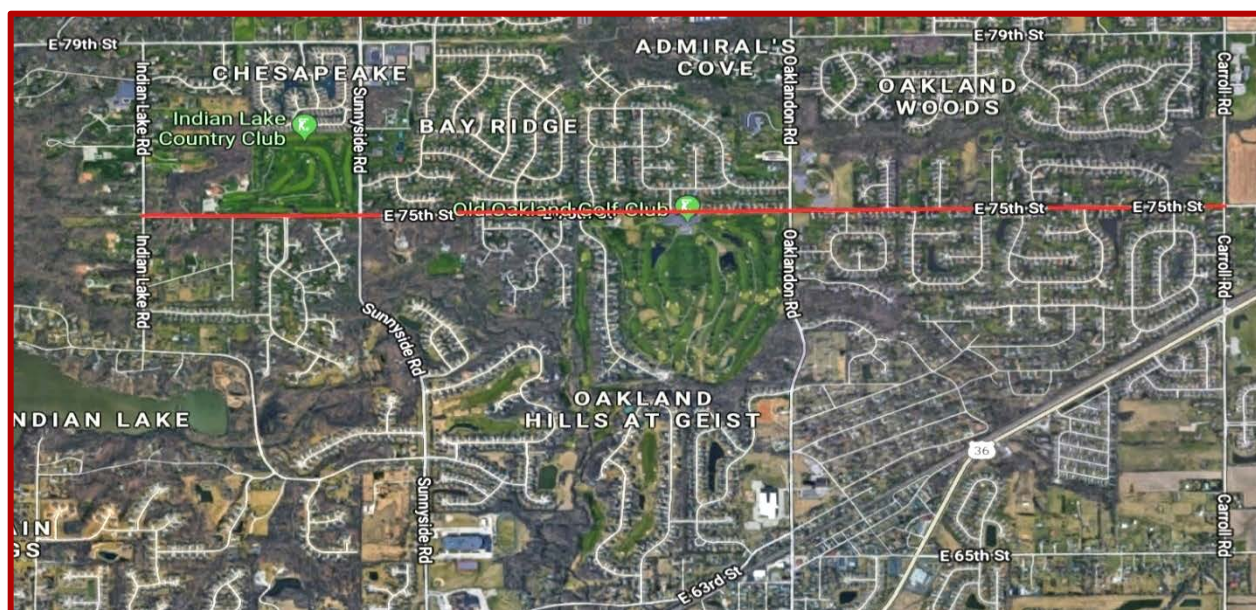 E 79th St
E 79th St
ADMIRAL'S
COVE
CHESAPEAKE
OAKLAND
WOODS
Indian Lake Rd
Sunnyside Rd
Oaklandon Rd
Carroll Rd
Indian Lake
Country Club
BAY RIDGE
E 75th St
Old Oakland Golf Club
E 75th St
E 75th St
Indian Lake Rd
Oaklandon Rd
Carroll Rd
Sunnyside Rd
OAKLAND
HILLS AT GEIST
NDIAN LAKE
36
Sunnyside Rd
Carroll Rd
AIN
GS
E 65th St
E 63rd St